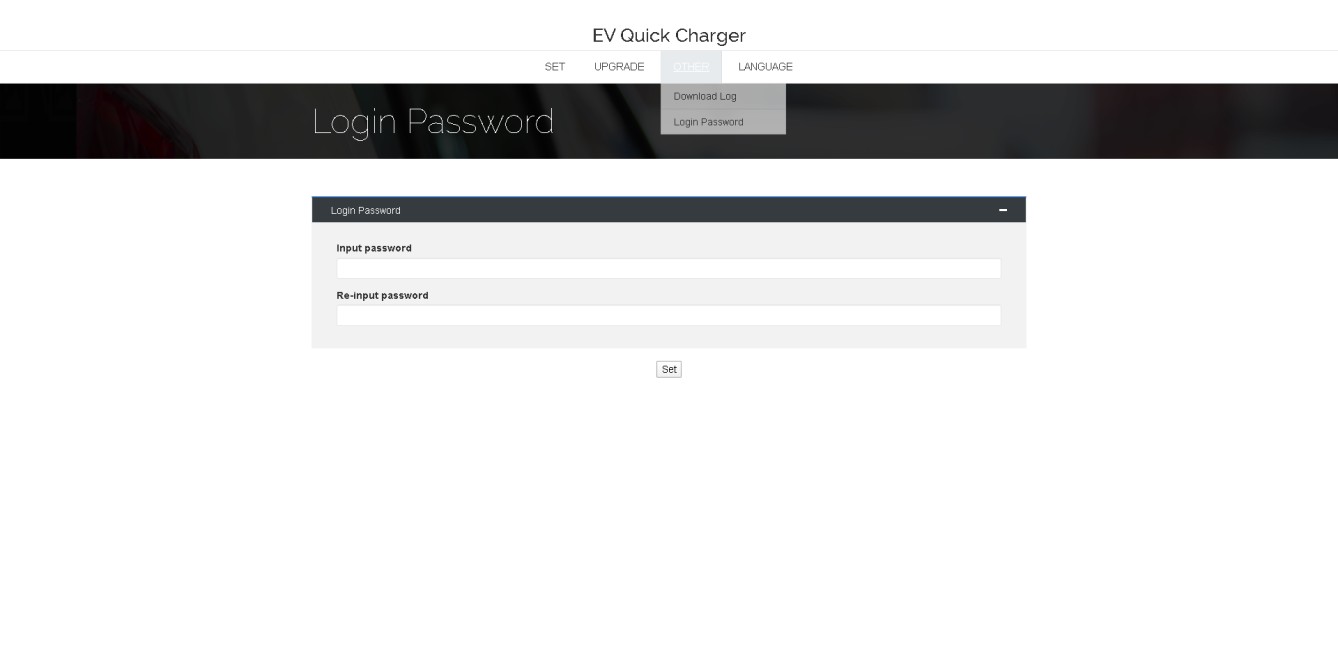 EV Quick Charger
SET UPGRADE OTHER LANGUAGE
Download Log
Login Password
Login Password
Login Password
Input password
Re-input password
Set